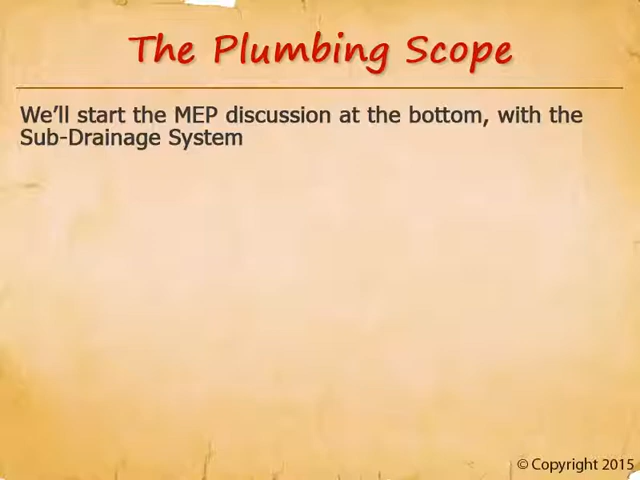 The Plumbing Scope
We’ll start the MEP discussion at the bottom, with the
Sub-Drainage System
© Copyright 2015